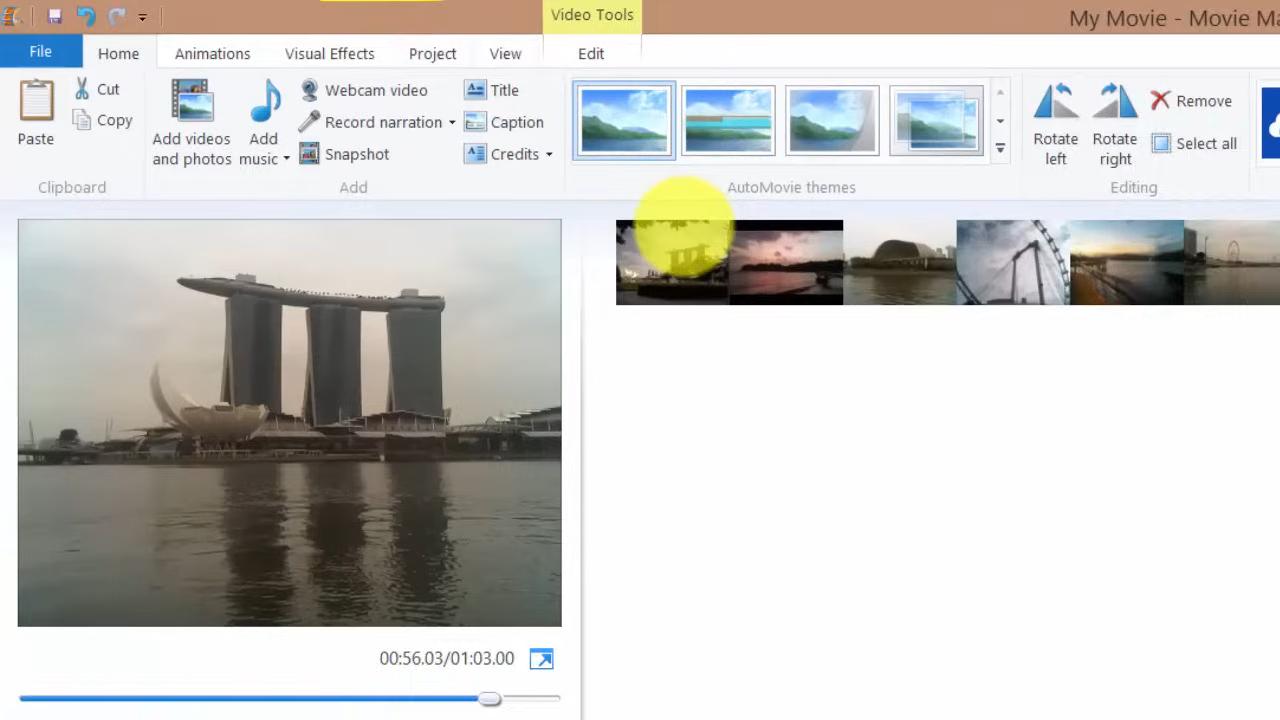 Video Tools
My Movie - Movie Ma
File
Home
Animations
Visual Effects
Project
View
Edit
Paste
Cut
Copy
Clipboard
Add videos
and photos
Add
music
Webcam video
Record narration
Snapshot
Title
Caption
Credits
Add
AutoMovie themes
Rotate
left
Rotate
right
Remove
Select all
Editing
00:56.03/01:03.00